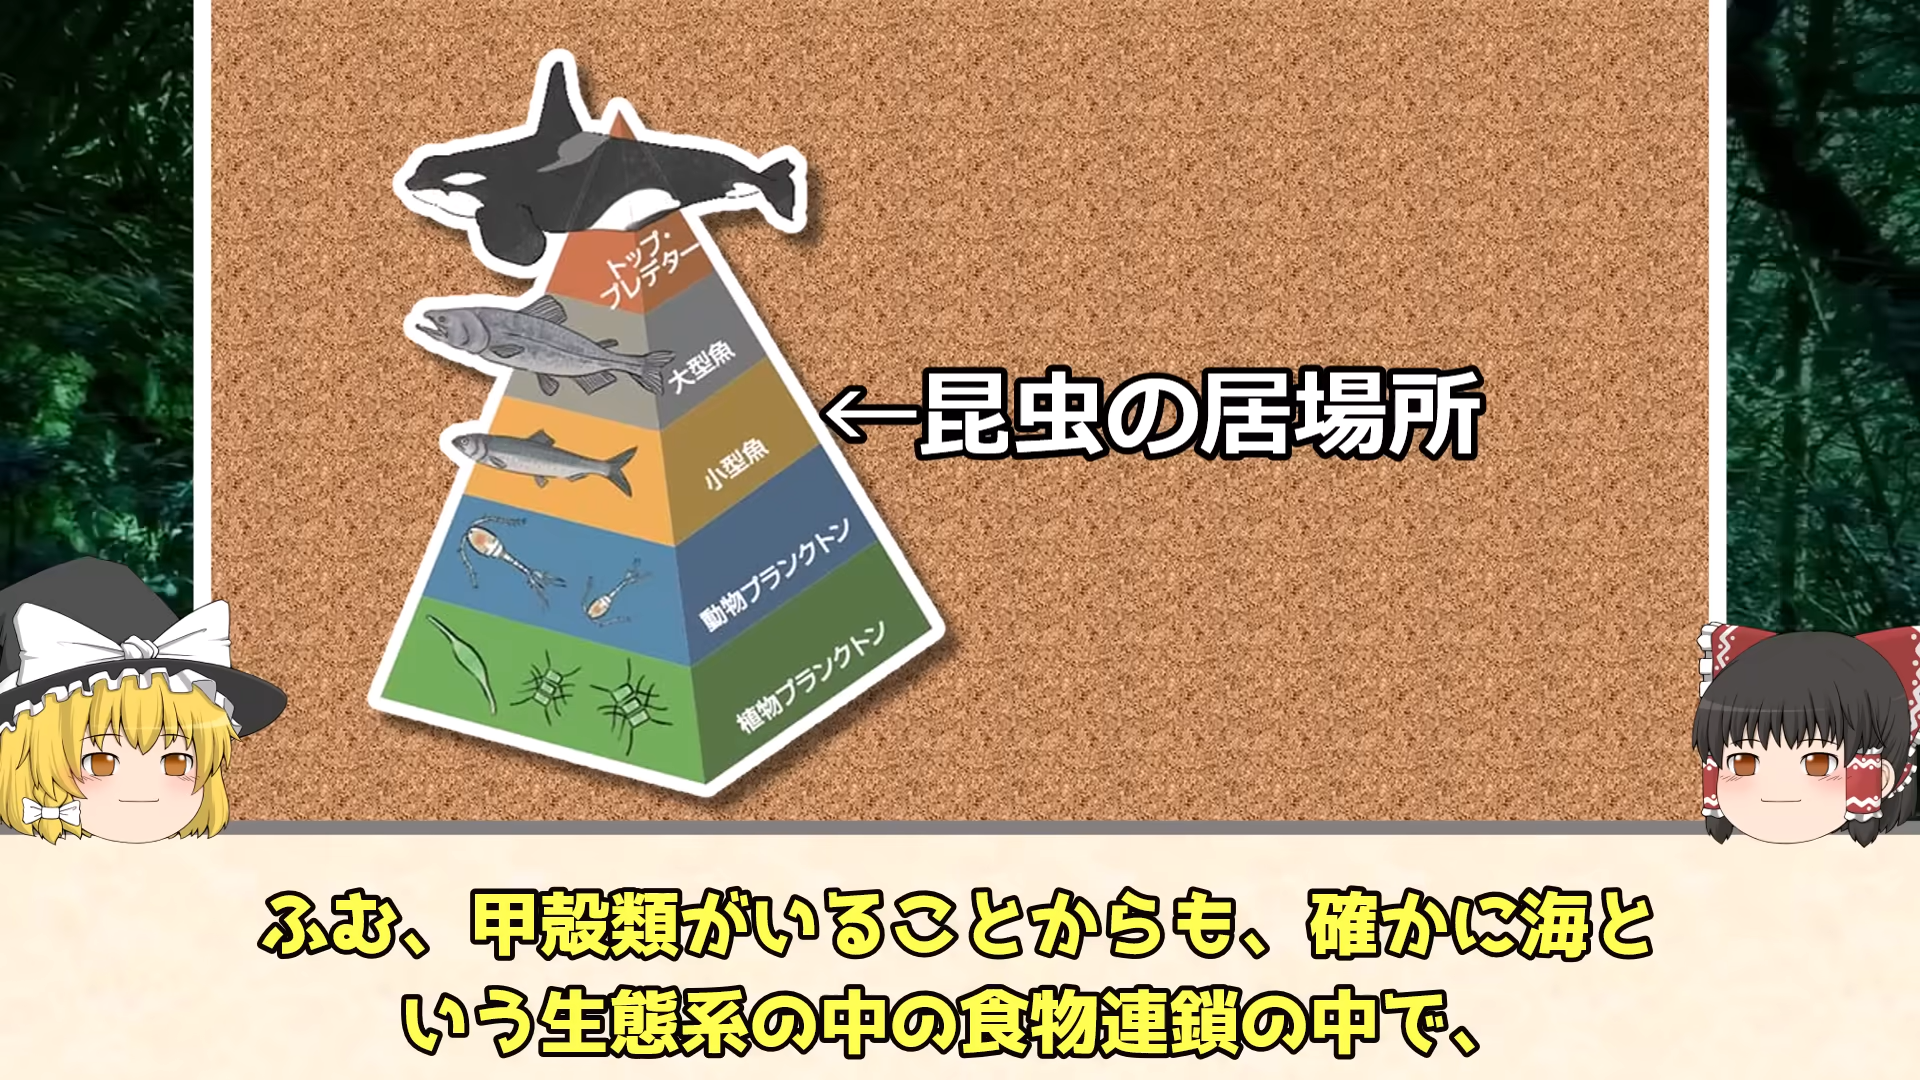 トップ・
プレデター
大型魚
←昆虫の居場所
小型魚
動物プランクトン
植物プランクトン
ふむ、甲殻類がいることからも、確かに海と
いう生態系の中の食物連鎖の中で、